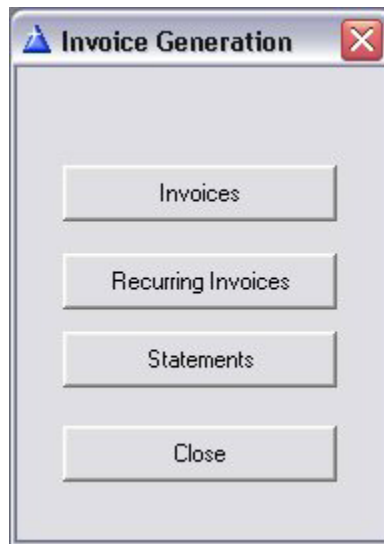 Invoice Generation
Invoices
Recurring Invoices
Statements
Close